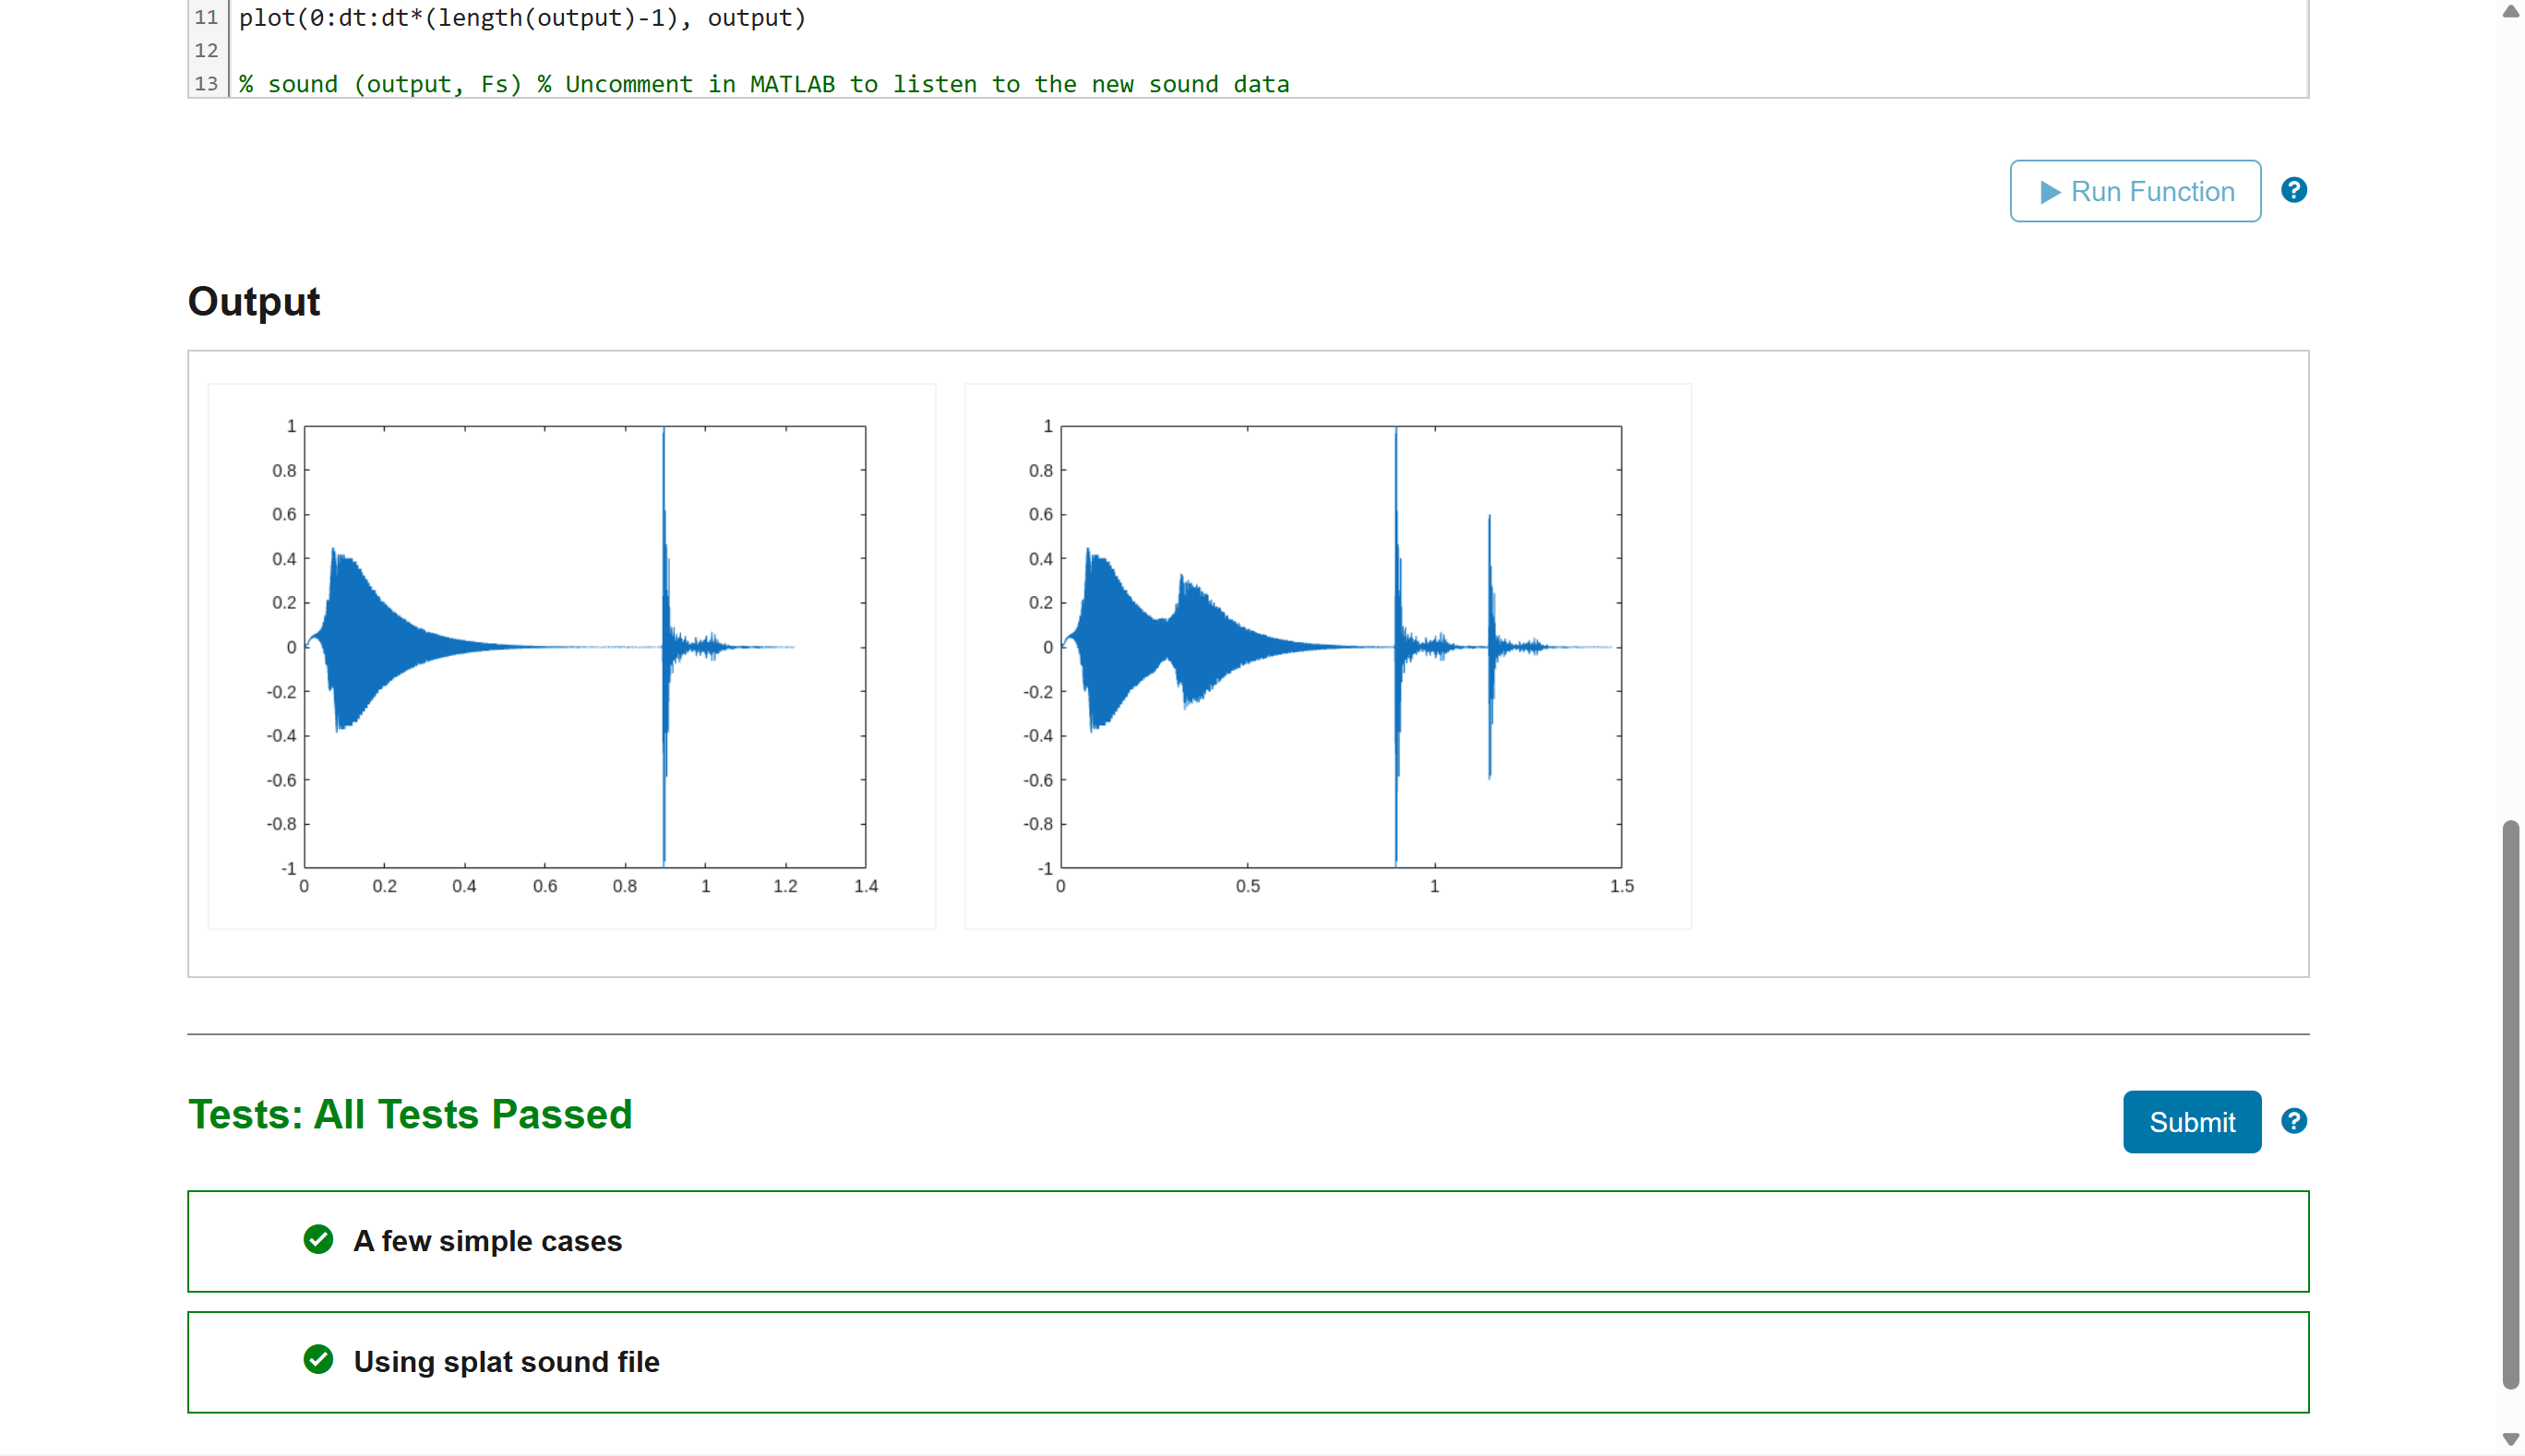 11 plot(0:dt:dt*(length(output)-1), output)
12
13 % sound (output, Fs) % Uncomment in MATLAB to listen to the new sound data
Run Function
Output
1
0.8
0.6
0.4
0.2
0
-0.2
-0.4
-0.6
-0.8
-1
0 0.2 0.4 0.6 0.8 1 1.2 1.4
1
0.8
0.6
0.4
0.2
0
-0.2
-0.4
-0.6
-0.8
-1
0 0.5 1 1.5
Tests: All Tests Passed
Submit
A few simple cases
Using splat sound file